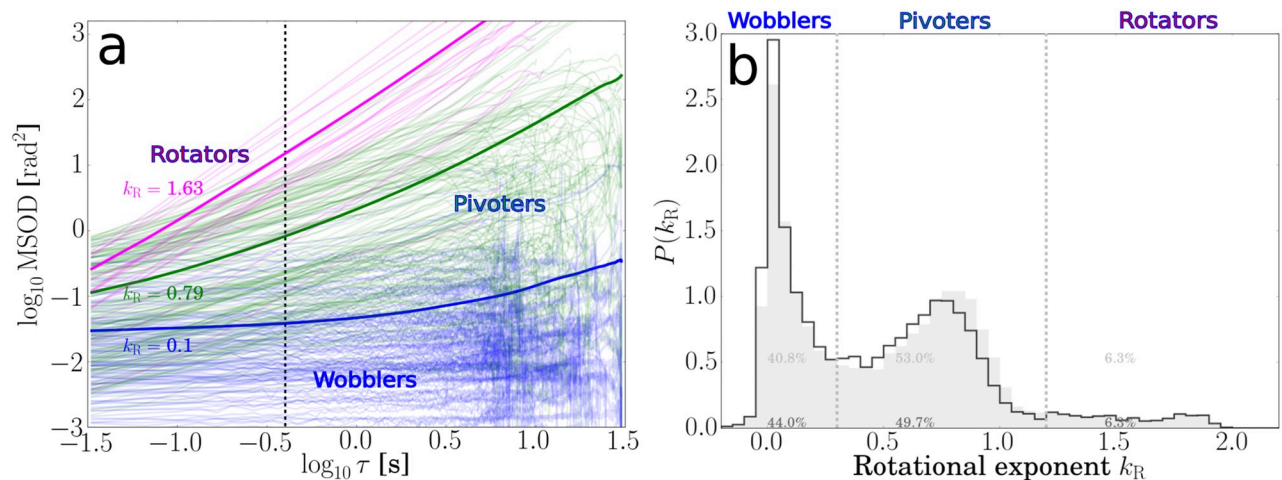 a
log₁₀ MSOD [rad²]
3
2
1
0
−1
−2
−3
Rotators
k_R = 1.63
Pivoters
k_R = 0.79
k_R = 0.1
Wobblers
−1.5 −1.0 −0.5 0.0 0.5 1.0 1.5
log₁₀ τ [s]
Wobblers Pivoters Rotators
b
P(k_R)
3.0
2.5
2.0
1.5
1.0
0.5
0.0
40.8% 53.0% 6.3%
44.0% 49.7% 6.3%
0.0 0.5 1.0 1.5 2.0
Rotational exponent k_R